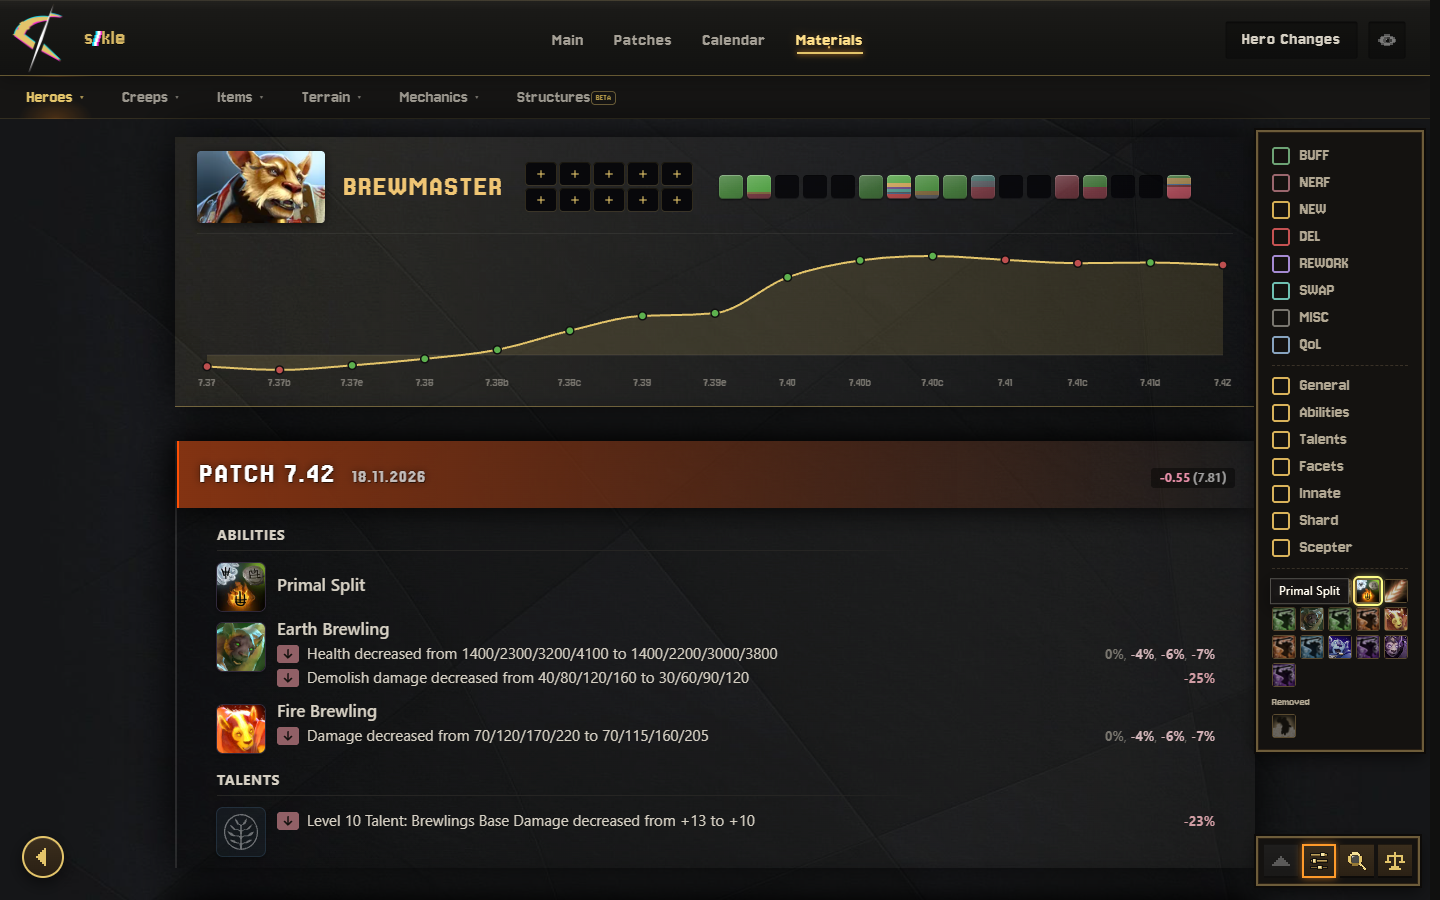 s/kle
Main
Patches
Calendar
Materials
Hero Changes
Heroes
Creeps
Items
Terrain
Mechanics
Structures BETA
BREWMASTER
+ + + + +
+ + + + +
7.37 7.37b 7.37e 7.38 7.38b 7.38c 7.39 7.39e 7.40 7.40b 7.40c 7.41 7.41c 7.41d 7.42
PATCH 7.42 18.11.2026
-0.55 (7.81)
ABILITIES
Primal Split
Earth Brewling
Health decreased from 1400/2300/3200/4100 to 1400/2200/3000/3800 0%, -4%, -6%, -7%
Demolish damage decreased from 40/80/120/160 to 30/60/90/120 -25%
Fire Brewling
Damage decreased from 70/120/170/220 to 70/115/160/205 0%, -4%, -6%, -7%
TALENTS
Level 10 Talent: Brewlings Base Damage decreased from +13 to +10 -23%
BUFF
NERF
NEW
DEL
REWORK
SWAP
MISC
QoL
General
Abilities
Talents
Facets
Innate
Shard
Scepter
Primal Split
Removed